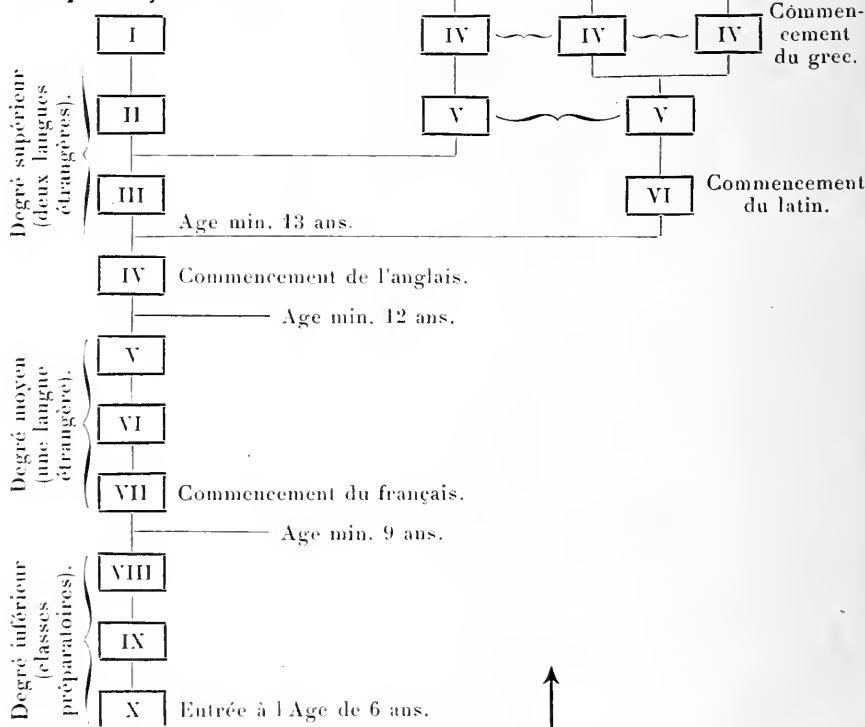 Commen-
cement
du grec.
I IV IV IV
II V V
Degré supérieur
(deux langues
étrangères).
III VI Commencement
du latin.
Age min. 13 ans.
IV Commencement de l'anglais.
Age min. 12 ans.
V
Degré moyen
(une langue
étrangère).
VI
VII Commencement du français.
Age min. 9 ans.
VIII
Degré inférieur
(classes
préparatoires).
IX
X Entrée à l Age de 6 ans.